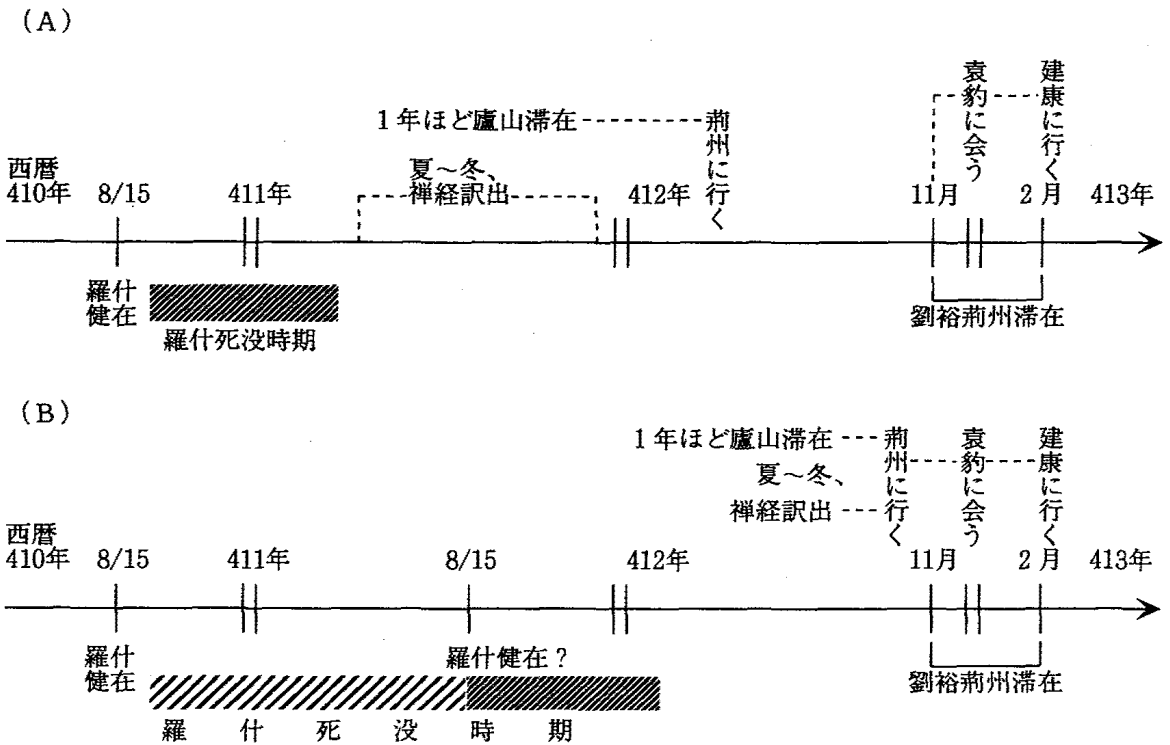 (A)
袁豹に会う
建康に行く
1年ほど廬山滞在
荊州に行く
夏～冬、
禅経訳出
西暦
410年 8/15 411年 412年 11月 2月 413年
羅什
健在
羅什死没時期
劉裕荊州滞在
(B)
1年ほど廬山滞在
荊州に行く
袁豹に会う
建康に行く
夏～冬、
禅経訳出
西暦
410年 8/15 411年 8/15 412年 11月 2月 413年
羅什
健在
羅什健在？
劉裕荊州滞在
羅什死没時期